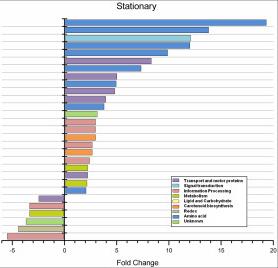 Stationary
Transport and motor proteins
Signal transduction
Information Processing
Metabolism
Lipid and Carbohydrate
Carotenoid biosynthesis
Redox
Amino acid
Unknown
-5 0 5 10 15 20
Fold Change